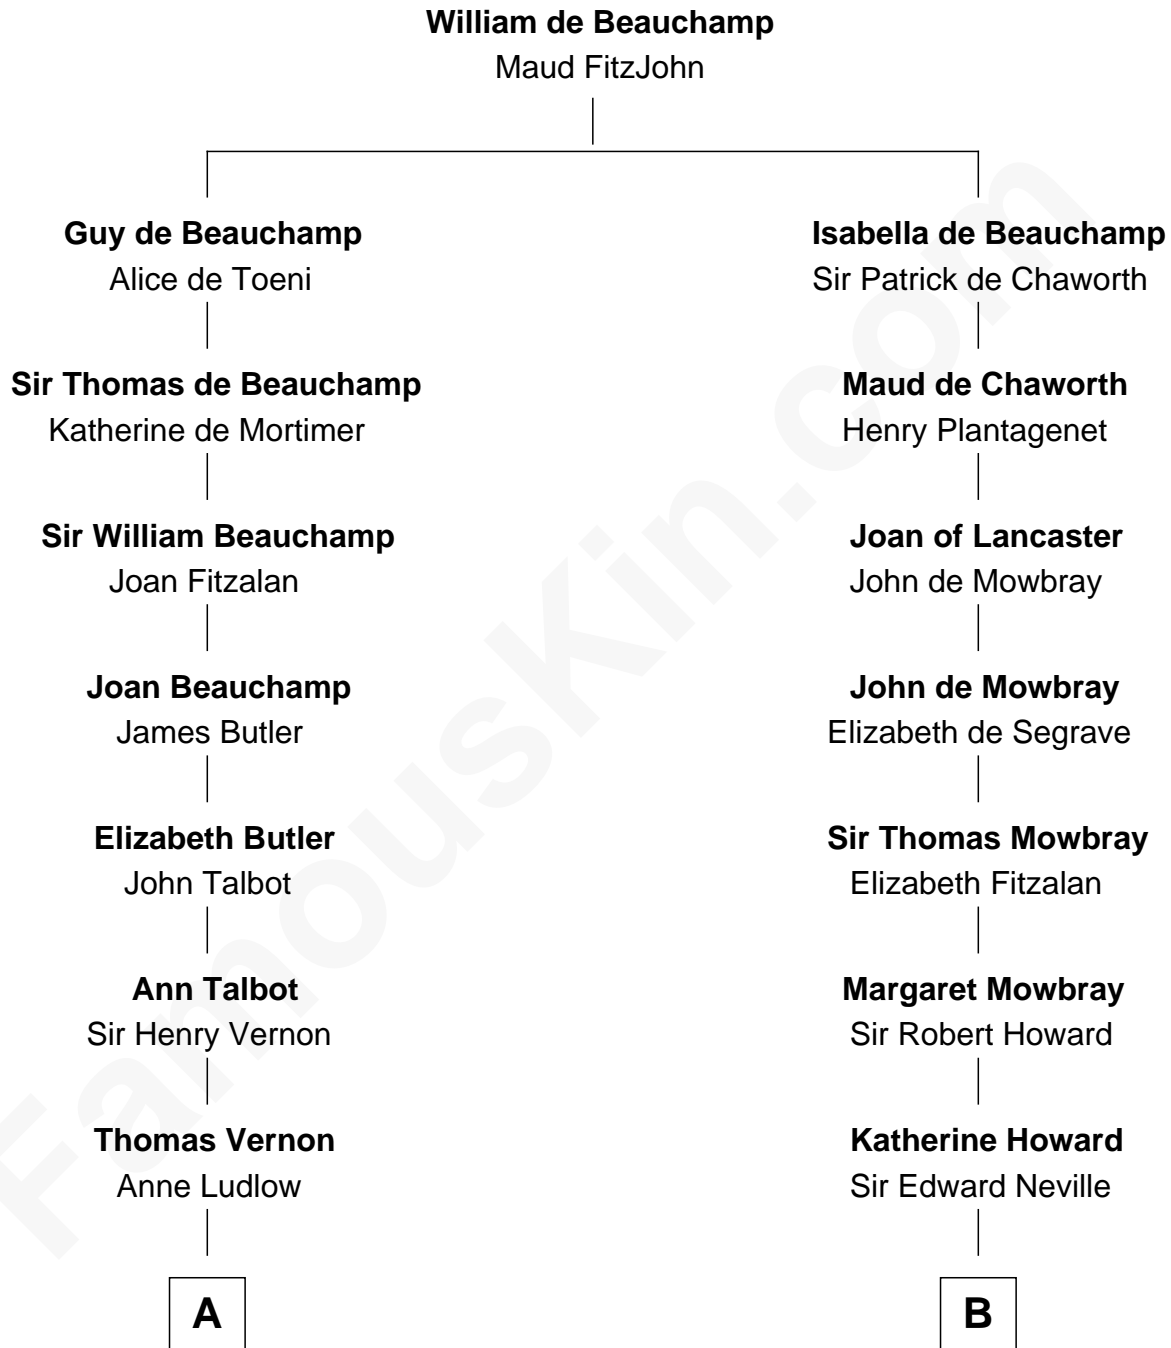 William de Beauchamp
Maud FitzJohn
Guy de Beauchamp
Alice de Toeni
Isabella de Beauchamp
Sir Patrick de Chaworth
Sir Thomas de Beauchamp
Katherine de Mortimer
Maud de Chaworth
Henry Plantagenet
Sir William Beauchamp
Joan Fitzalan
Joan of Lancaster
John de Mowbray
Joan Beauchamp
James Butler
John de Mowbray
Elizabeth de Segrave
Elizabeth Butler
John Talbot
Sir Thomas Mowbray
Elizabeth Fitzalan
Ann Talbot
Sir Henry Vernon
Margaret Mowbray
Sir Robert Howard
Thomas Vernon
Anne Ludlow
Katherine Howard
Sir Edward Neville
A
B
FamousKin.com